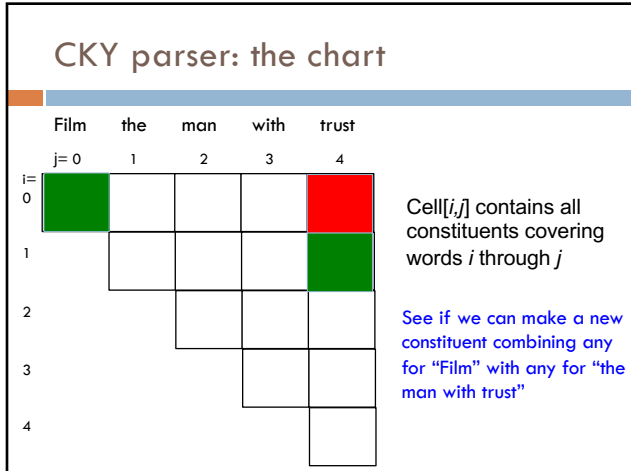 CKY parser: the chart
Film the man with trust
j= 0 1 2 3 4
i=
0
1
2
3
4
Cell[i,j] contains all
constituents covering
words i through j
See if we can make a new
constituent combining any
for “Film” with any for “the
man with trust”